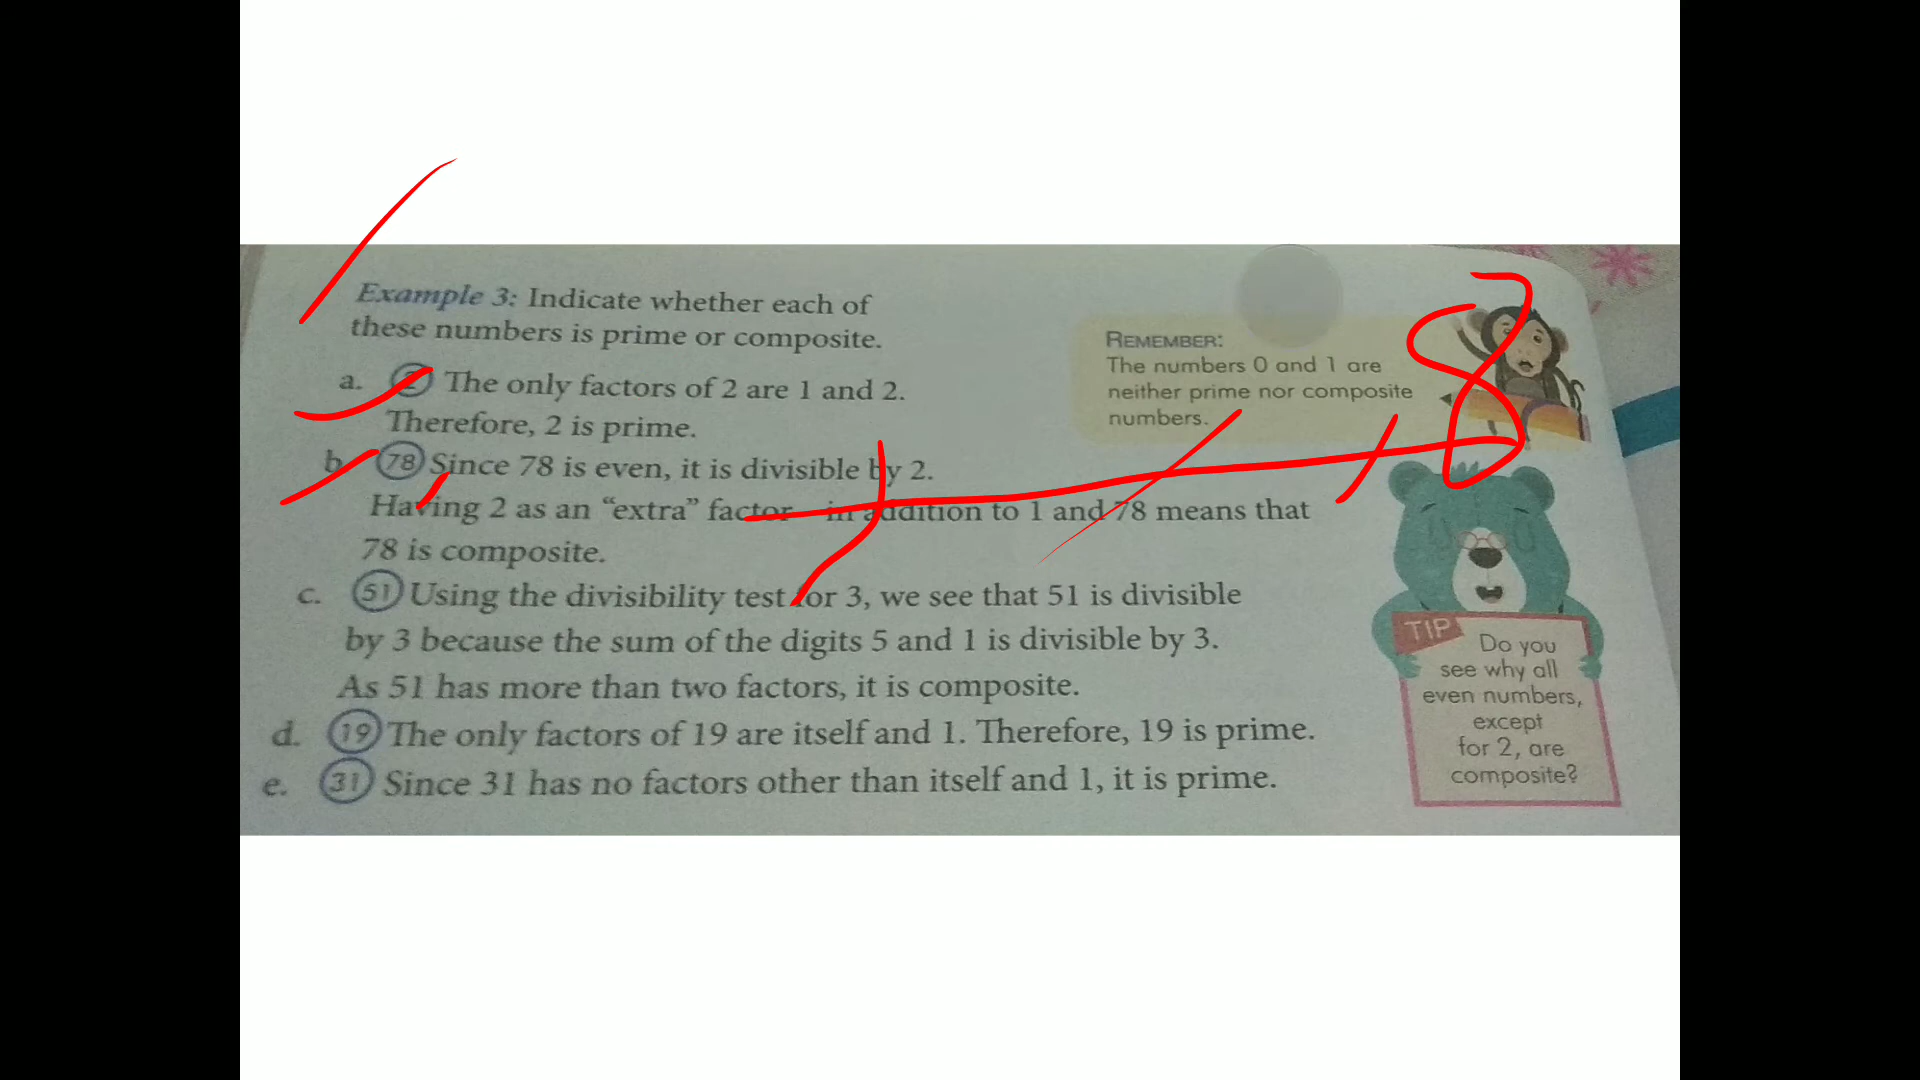 Example 3: Indicate whether each of
these numbers is prime or composite.
a. 2 The only factors of 2 are 1 and 2.
Therefore, 2 is prime.
b. 78 Since 78 is even, it is divisible by 2.
Having 2 as an “extra” factor—in addition to 1 and 78 means that
78 is composite.
c. 51 Using the divisibility test for 3, we see that 51 is divisible
by 3 because the sum of the digits 5 and 1 is divisible by 3.
As 51 has more than two factors, it is composite.
d. 19 The only factors of 19 are itself and 1. Therefore, 19 is prime.
e. 31 Since 31 has no factors other than itself and 1, it is prime.
REMEMBER:
The numbers 0 and 1 are
neither prime nor composite
numbers.
TIP
Do you
see why all
even numbers,
except
for 2, are
composite?